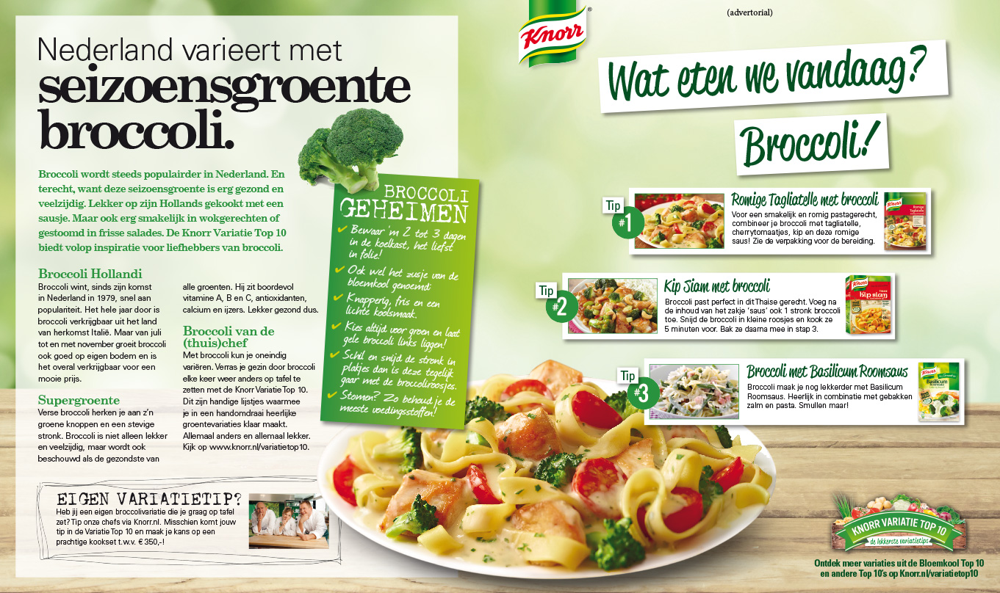 Nederland varieert met
seizoensgroente
broccoli.
Broccoli wordt steeds populairder in Nederland. En
terecht, want deze seizoensgroente is erg gezond en
veelzijdig. Lekker op zijn Hollands gekookt met een
sausje. Maar ook erg smakelijk in wokgerechten of
gestoomd in frisse salades. De Knorr Variatie Top 10
biedt volop inspiratie voor liefhebbers van broccoli.
Broccoli Hollandi
Broccoli wint, sinds zijn komst
in Nederland in 1979, snel aan
populariteit. Het hele jaar door is
broccoli verkrijgbaar uit het land
van herkomst Italië. Maar van juli
tot en met november groeit broccoli
ook goed op eigen bodem en is
het overal verkrijgbaar voor een
mooie prijs.
Supergroente
Verse broccoli herken je aan z'n
groene knoppen en een stevige
stronk. Broccoli is niet alleen lekker
en veelzijdig, maar wordt ook
beschouwd als de gezondste van
alle groenten. Hij zit boordevol
vitamine A, B en C, antioxidanten,
calcium en ijzers. Lekker gezond dus.
Broccoli van de
(thuis)chef
Met broccoli kun je oneindig
variëren. Verras je gezin door broccoli
elke keer weer anders op tafel te
zetten met de Knorr Variatie Top 10.
Dit zijn handige lijstjes waarmee
je in een handomdraai heerlijke
groentevariaties klaar maakt.
Allemaal anders en allemaal lekker.
Kijk op www.knorr.nl/variatietop10.
BROCCOLI
GEHEIMEN
✓ Bewaar 'm 2 tot 3 dagen
in de koelkast, het liefst
in folie!
✓ Ook wel het zusje van de
bloemkool genoemd
✓ Knapperig, fris en een
lichte koolsmaak.
✓ Kies altijd voor groen en laat
gele broccoli links liggen!
✓ Schil en snijd de stronk in
plakjes dan is deze tegelijk
gaar met de broccoliroosjes.
✓ Stomen? Zo behoud je de
meeste voedingsstoffen!
EIGEN VARIATIETIP?
Heb jij een eigen broccolivariatie die je graag op tafel
zet? Tip onze chefs via Knorr.nl. Misschien komt jouw
tip in de Variatie Top 10 en maak je kans op een
prachtige kookset t.w.v. € 350,-!
Knorr®
(advertorial)
Wat eten we vandaag?
Broccoli!
Tip
#1
Romige Tagliatelle met broccoli
Voor een smakelijk en romig pastagerecht,
combineer je broccoli met tagliatelle,
cherrytomaatjes, kip en deze romige
saus! Zie de verpakking voor de bereiding.
Knorr
Romige
Tagliatelle
Tip
#2
Kip Siam met broccoli
Broccoli past perfect in dit Thaise gerecht. Voeg na
de inhoud van het zakje 'saus' ook 1 stronk broccoli
toe. Snijd de broccoli in kleine roosjes en kook ze
5 minuten voor. Bak ze daarna mee in stap 3.
Knorr
Kip siam
Tip
#3
Broccoli met Basilicum Roomsaus
Broccoli maak je nog lekkerder met Basilicum
Roomsaus. Heerlijk in combinatie met gebakken
zalm en pasta. Smullen maar!
Knorr
Basilicum
Roomsaus
KNORR VARIATIE TOP 10
de lekkerste variatietips
Ontdek meer variaties uit de Bloemkool Top 10
en andere Top 10's op Knorr.nl/variatietop10